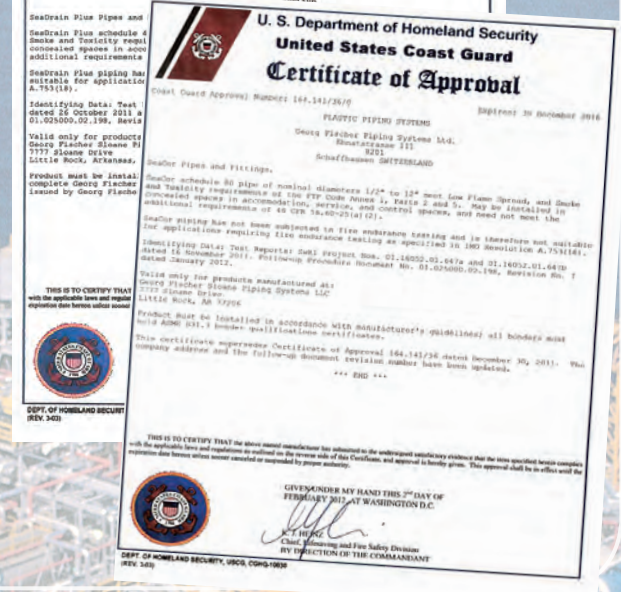 SeaDrain Plus Pipes and
SeaDrain Plus schedule 4
Smoke and Toxicity requi
concealed spaces in acco
additional requirements
SeaDrain Plus piping has
suitable for application
A.753(18).
Identifying Data: Test
dated 26 October 2011 a
01.025000.02.198, Revis
Valid only for products
Georg Fischer Sloane Pi
7777 Sloane Drive
Little Rock, Arkansas,
Product must be instal
complete Georg Fischer
issued by Georg Fische
THIS IS TO CERTIFY THAT
with the applicable laws and regulat
expiration date hereon unless sooner
DEPT. OF HOMELAND SECURIT
(REV. 3-03)
U. S. Department of Homeland Security
United States Coast Guard
Certificate of Approval
Coast Guard Approval Number: 164.141/36/0
Expires: 30 December 2016
PLASTIC PIPING SYSTEMS
Georg Fischer Piping Systems Ltd.
111
8201
Schaffhausen SWITZERLAND
SeaCor Pipes and Fittings.
SeaCor schedule 80 pipe of nominal diameters 1/2" to 12" meet Low Flame Spread, and Smoke
and Toxicity requirements of the FTP Code Annex 1, Parts 2 and 5. May be installed in
concealed spaces in accommodation, service, and control spaces, and need not meet the
additional requirements of 46 CFR 56.60-25(a)(2).
SeaCor piping has not been subjected to fire endurance testing and is therefore not suitable
for applications requiring fire endurance testing as specified in IMO Resolution A.753(18).
Identifying Data: Test Reports: SwRI Project Nos. 01.16052.01.647a and 01.16052.01.647b
dated 16 November 2011. Follow-up Procedure Document No. 01.025000.02.198, Revision No. 1
dated January 2012.
Valid only for products manufactured at:
Georg Fischer Sloane Piping Systems LLC
7777 Sloane Drive
Little Rock, AR 72206
Product must be installed in accordance with manufacturer's guidelines; all bonders must
hold ASME B31.3 bonder qualifications certificates.
This certificate supersedes Certificate of Approval 164.141/36 dated December 30, 2011. The
company address and the follow-up document revision number have been updated.
*** END ***
THIS IS TO CERTIFY THAT the above named manufacturer has submitted to the undersigned satisfactory evidence that the item specified herein complies
with the applicable laws and regulations as outlined on the reverse side of this Certificate, and approval is hereby given. This approval shall be in effect until the
expiration date hereon unless sooner canceled or suspended by proper authority.
GIVEN UNDER MY HAND THIS 2nd DAY OF
FEBRUARY 2012, AT WASHINGTON D.C.
K. J. HEINZ
Chief, Lifesaving and Fire Safety Division
BY DIRECTION OF THE COMMANDANT
DEPT. OF HOMELAND SECURITY, USCG, CGHQ-10030
(REV. 3-03)